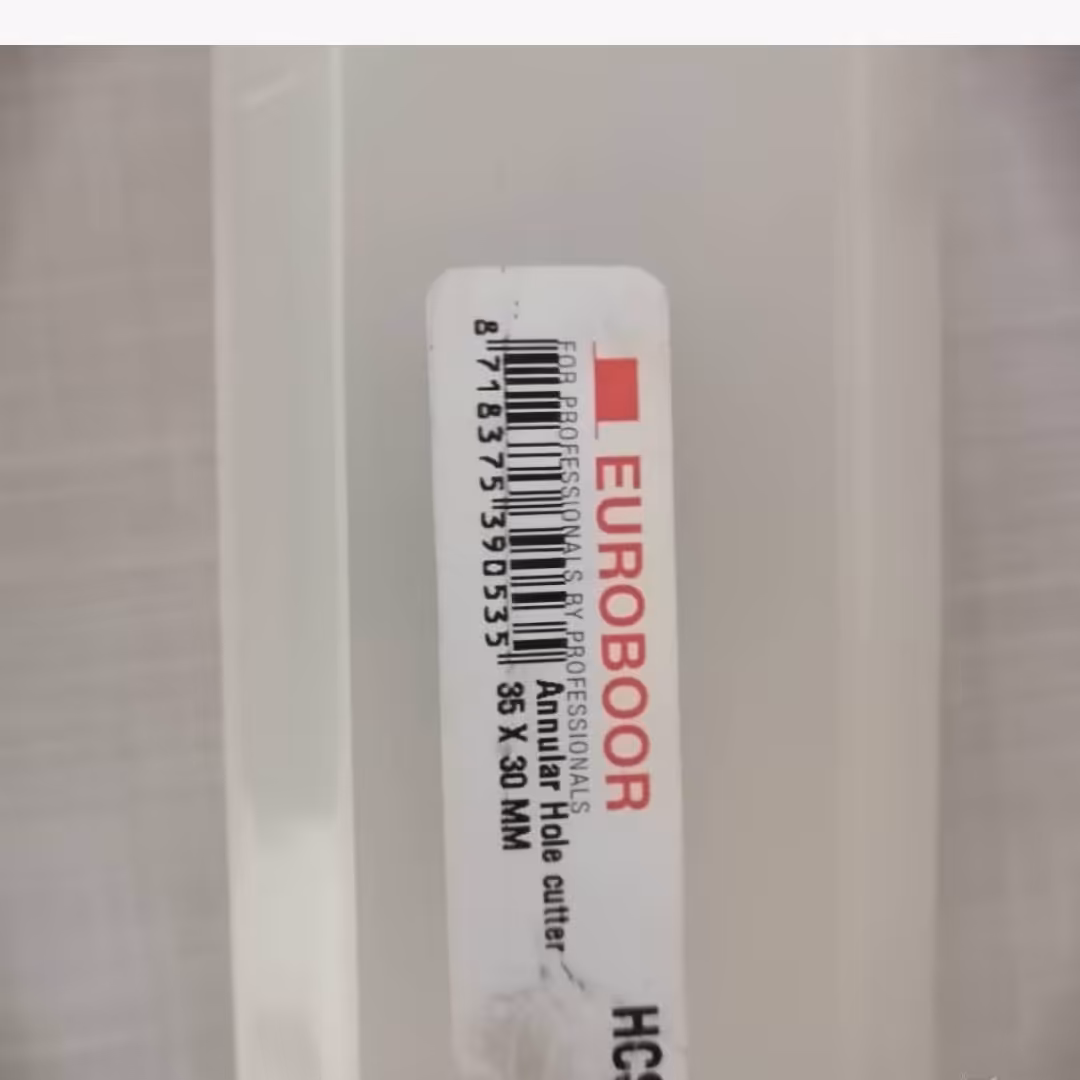 EUROBOOR
FOR PROFESSIONALS BY PROFESSIONALS
8 718375 390535
Annular Hole cutter
35 X 30 MM